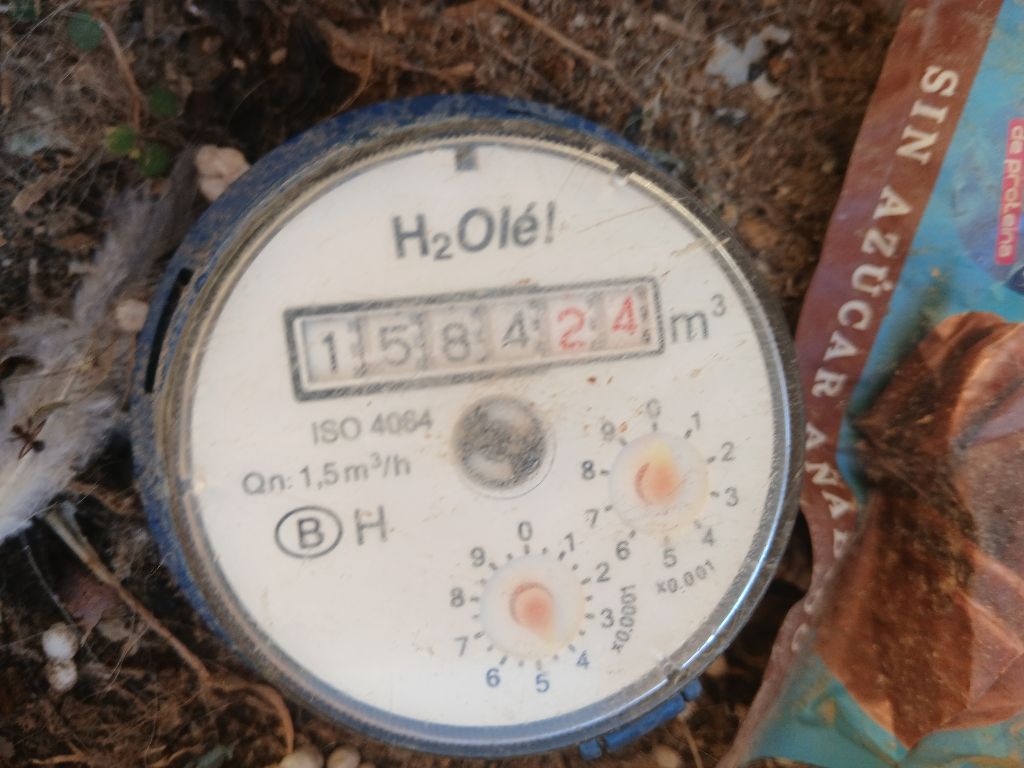 H₂Olé!
158424 m³
ISO 4064
Qn: 1,5 m³/h
B H
0 1 2 3 4 5 6 7 8 9
x0.001
0 1 2 3 4 5 6 7 8 9
x0.0001
SIN AZÚCAR
de proteína